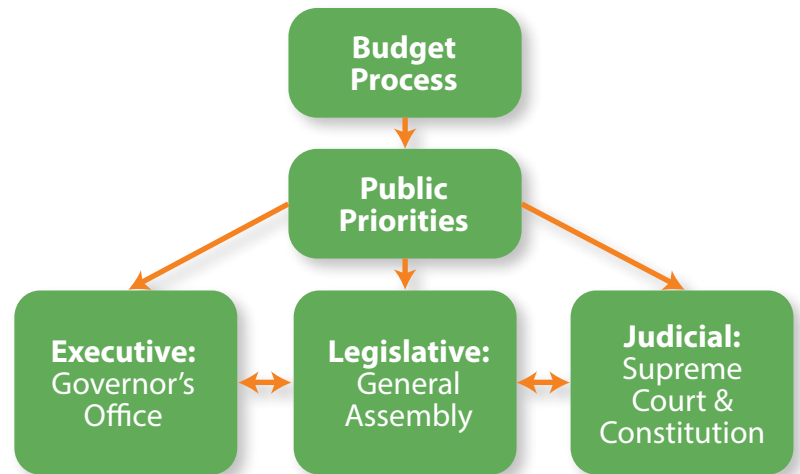 Budget
Process
Public
Priorities
Executive:
Governor’s
Office
Legislative:
General
Assembly
Judicial:
Supreme
Court &
Constitution